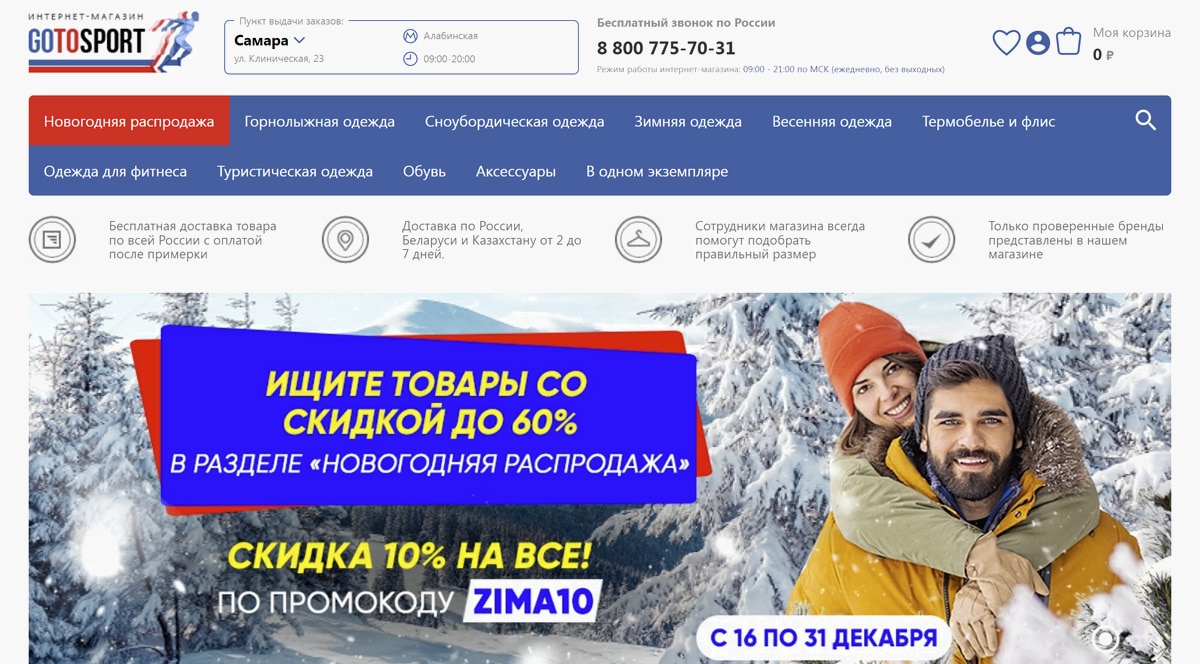 ИНТЕРНЕТ-МАГАЗИН
GOTOSPORT
Пункт выдачи заказов:
Самара
ул. Клиническая, 23
Алабинская
09:00-20:00
Бесплатный звонок по России
8 800 775-70-31
Режим работы интернет-магазина: 09:00 - 21:00 по МСК (ежедневно, без выходных)
Моя корзина
0 ₽
Новогодняя распродажа
Горнолыжная одежда
Сноубордическая одежда
Зимняя одежда
Весенняя одежда
Термобелье и флис
Одежда для фитнеса
Туристическая одежда
Обувь
Аксессуары
В одном экземпляре
Бесплатная доставка товара
по всей России с оплатой
после примерки
Доставка по России,
Беларуси и Казахстану от 2 до
7 дней.
Сотрудники магазина всегда
помогут подобрать
правильный размер
Только проверенные бренды
представлены в нашем
магазине
ИЩИТЕ ТОВАРЫ СО
СКИДКОЙ ДО 60%
В РАЗДЕЛЕ «НОВОГОДНЯЯ РАСПРОДАЖА»
СКИДКА 10% НА ВСЕ!
ПО ПРОМОКОДУ ZIMA10
С 16 ПО 31 ДЕКАБРЯ